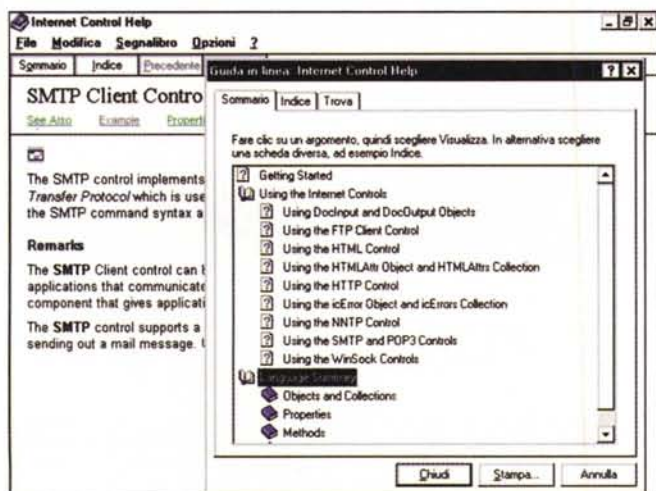 Internet Control Help
File Modifica Segnalibro Opzioni ?
Sommario Indice Precedente
SMTP Client Contro
See Also Example Properti
The SMTP control implements
Transfer Protocol which is use
the SMTP command syntax a
Remarks
The SMTP Client control can b
applications that communicate
component that gives applicati
The SMTP control supports a
sending out a mail message. U
Guida in linea: Internet Control Help
Sommario Indice Trova
Fare clic su un argomento, quindi scegliere Visualizza. In alternativa scegliere
una scheda diversa, ad esempio Indice.
Getting Started
Using the Internet Controls
Using DocInput and DocOutput Objects
Using the FTP Client Control
Using the HTML Control
Using the HTMLAttr Object and HTMLAttrs Collection
Using the HTTP Control
Using the icError Object and icErrors Collection
Using the NNTP Control
Using the SMTP and POP3 Controls
Using the WinSock Controls
Language Summary
Objects and Collections
Properties
Methods
Chiudi Stampa... Annulla